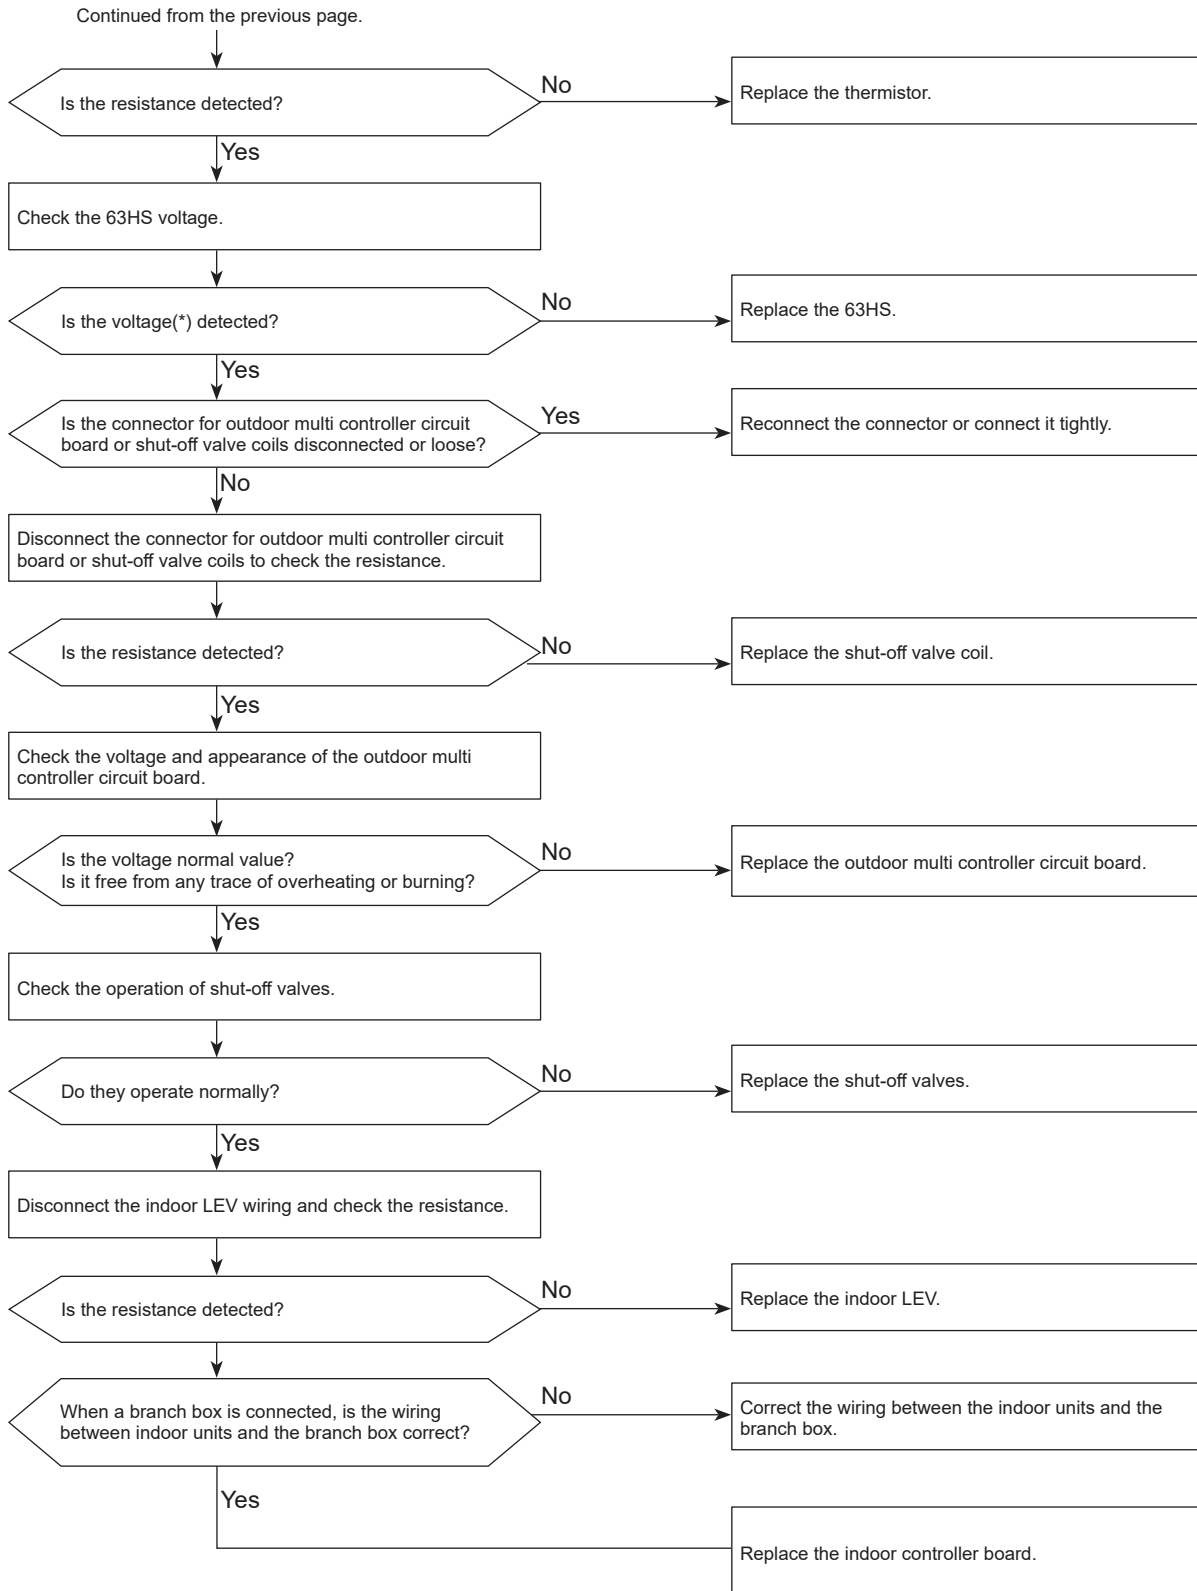 Continued from the previous page.
Is the resistance detected?
No
Replace the thermistor.
Yes
Check the 63HS voltage.
Is the voltage(*) detected?
No
Replace the 63HS.
Yes
Is the connector for outdoor multi controller circuit
board or shut-off valve coils disconnected or loose?
Yes
Reconnect the connector or connect it tightly.
No
Disconnect the connector for outdoor multi controller circuit
board or shut-off valve coils to check the resistance.
Is the resistance detected?
No
Replace the shut-off valve coil.
Yes
Check the voltage and appearance of the outdoor multi
controller circuit board.
Is the voltage normal value?
Is it free from any trace of overheating or burning?
No
Replace the outdoor multi controller circuit board.
Yes
Check the operation of shut-off valves.
Do they operate normally?
No
Replace the shut-off valves.
Yes
Disconnect the indoor LEV wiring and check the resistance.
Is the resistance detected?
No
Replace the indoor LEV.
When a branch box is connected, is the wiring
between indoor units and the branch box correct?
No
Correct the wiring between the indoor units and the
branch box.
Yes
Replace the indoor controller board.